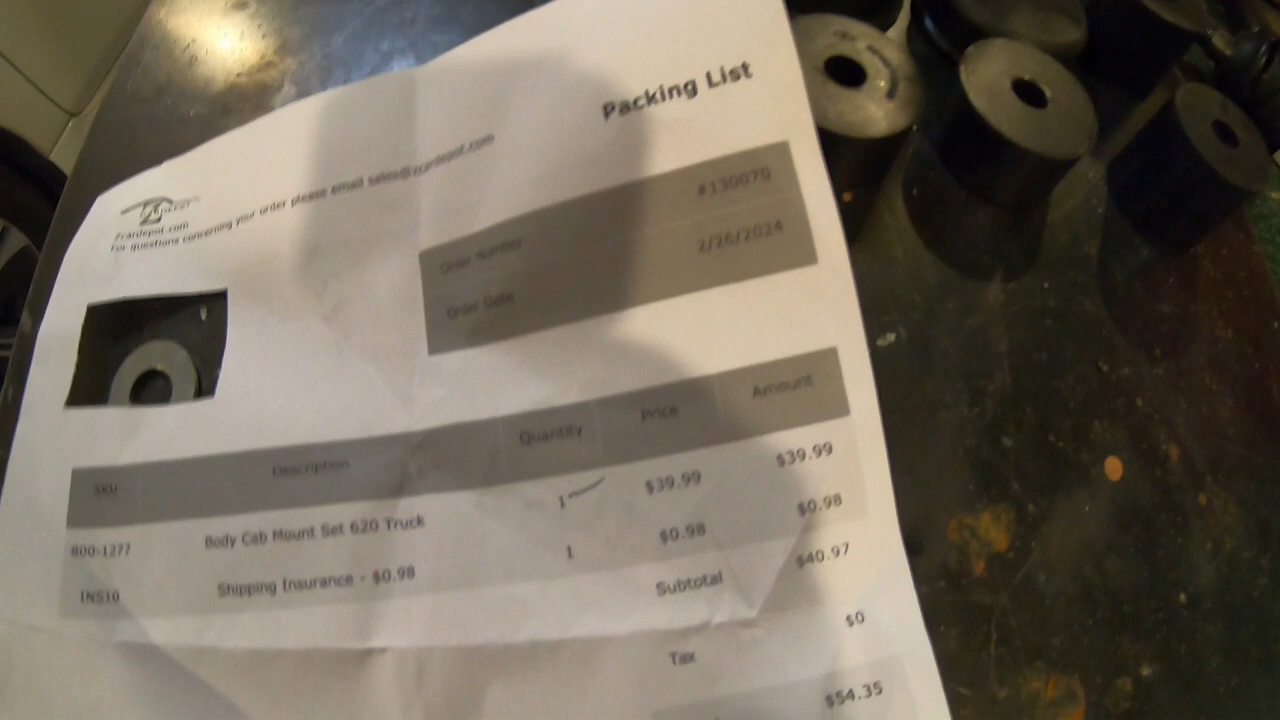 Packing List
ZCARDEPOT
zcardepot.com
For questions concerning your order please email sales@zcardepot.com
Order Number #130070
Order Date 2/26/2024
SKU Description Quantity Price Amount
800-1277 Body Cab Mount Set 620 Truck 1 $39.99 $39.99
INS10 Shipping Insurance - $0.98 1 $0.98 $0.98
Subtotal $40.97
Tax $0
$54.35